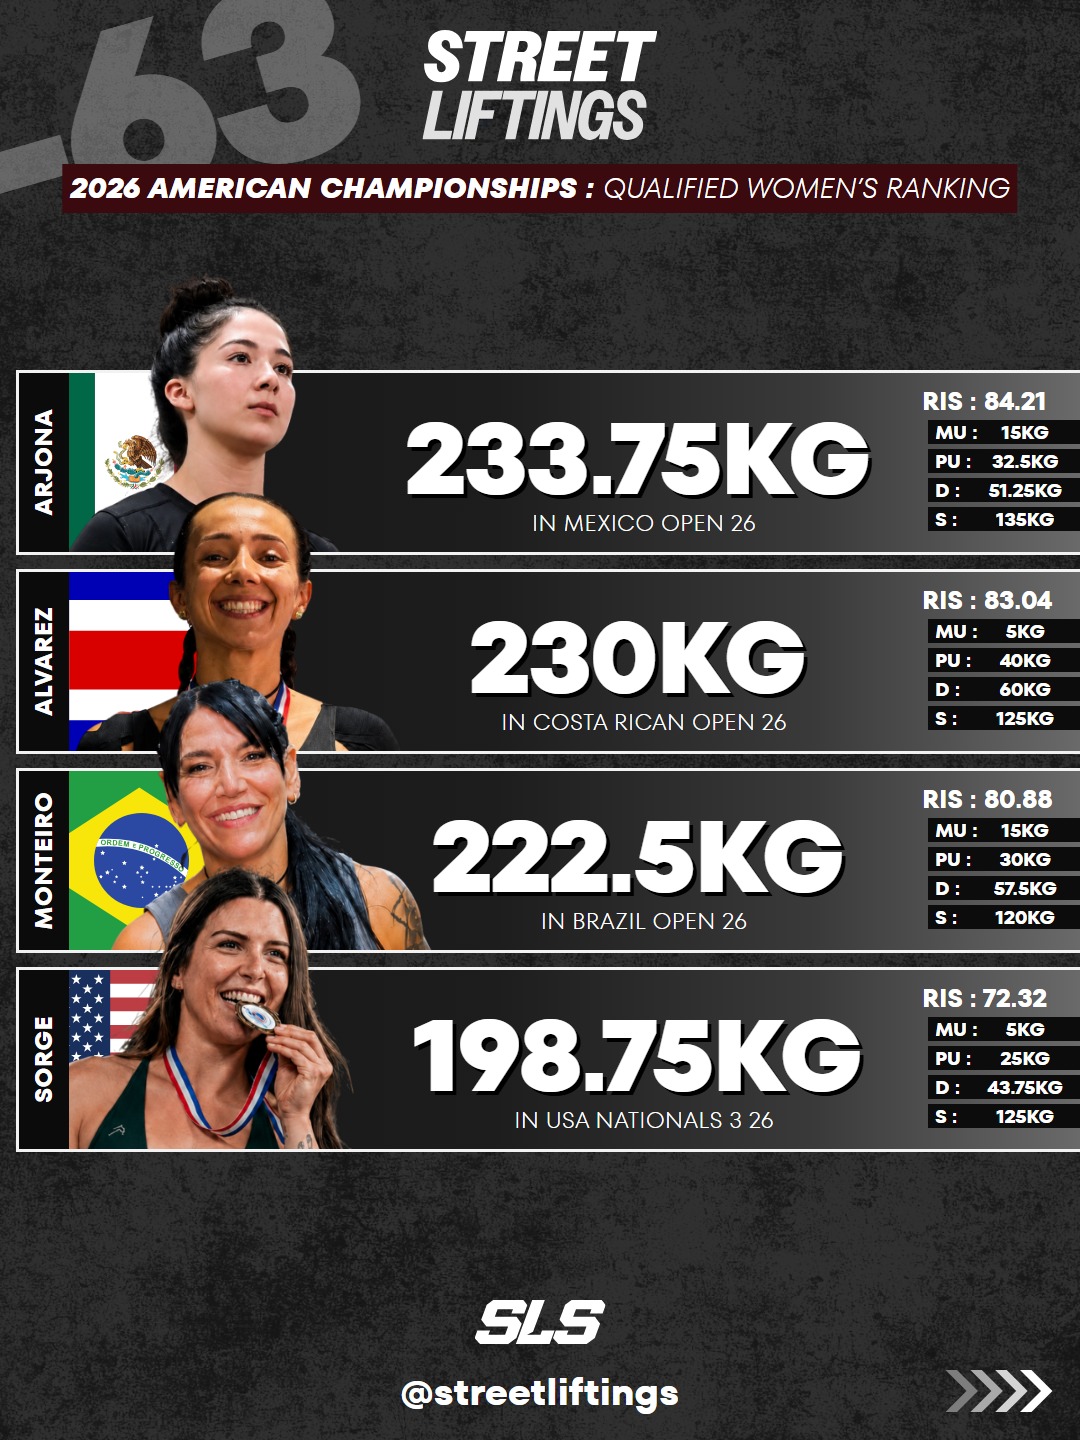 -63
STREET
LIFTINGS
2026 AMERICAN CHAMPIONSHIPS : QUALIFIED WOMEN'S RANKING
ARJONA
233.75KG
IN MEXICO OPEN 26
RIS : 84.21
MU : 15KG
PU : 32.5KG
D : 51.25KG
S : 135KG
ALVAREZ
230KG
IN COSTA RICAN OPEN 26
RIS : 83.04
MU : 5KG
PU : 40KG
D : 60KG
S : 125KG
MONTEIRO
ORDEM E PROGRESSO
222.5KG
IN BRAZIL OPEN 26
RIS : 80.88
MU : 15KG
PU : 30KG
D : 57.5KG
S : 120KG
SORGE
198.75KG
IN USA NATIONALS 3 26
RIS : 72.32
MU : 5KG
PU : 25KG
D : 43.75KG
S : 125KG
SLS
@streetliftings